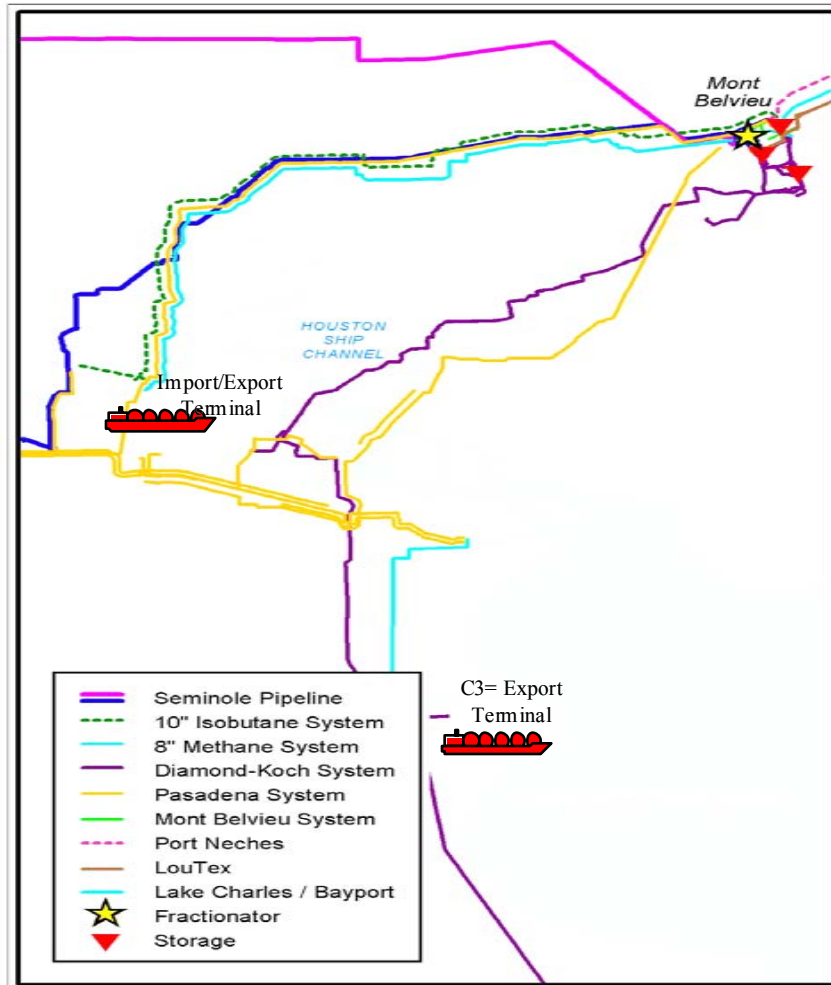 Mont
Belvieu
HOUSTON
SHIP
CHANNEL
Import/Export
Terminal
C3= Export
Terminal
Seminole Pipeline
10" Isobutane System
8" Methane System
Diamond-Koch System
Pasadena System
Mont Belvieu System
Port Neches
LouTex
Lake Charles / Bayport
Fractionator
Storage